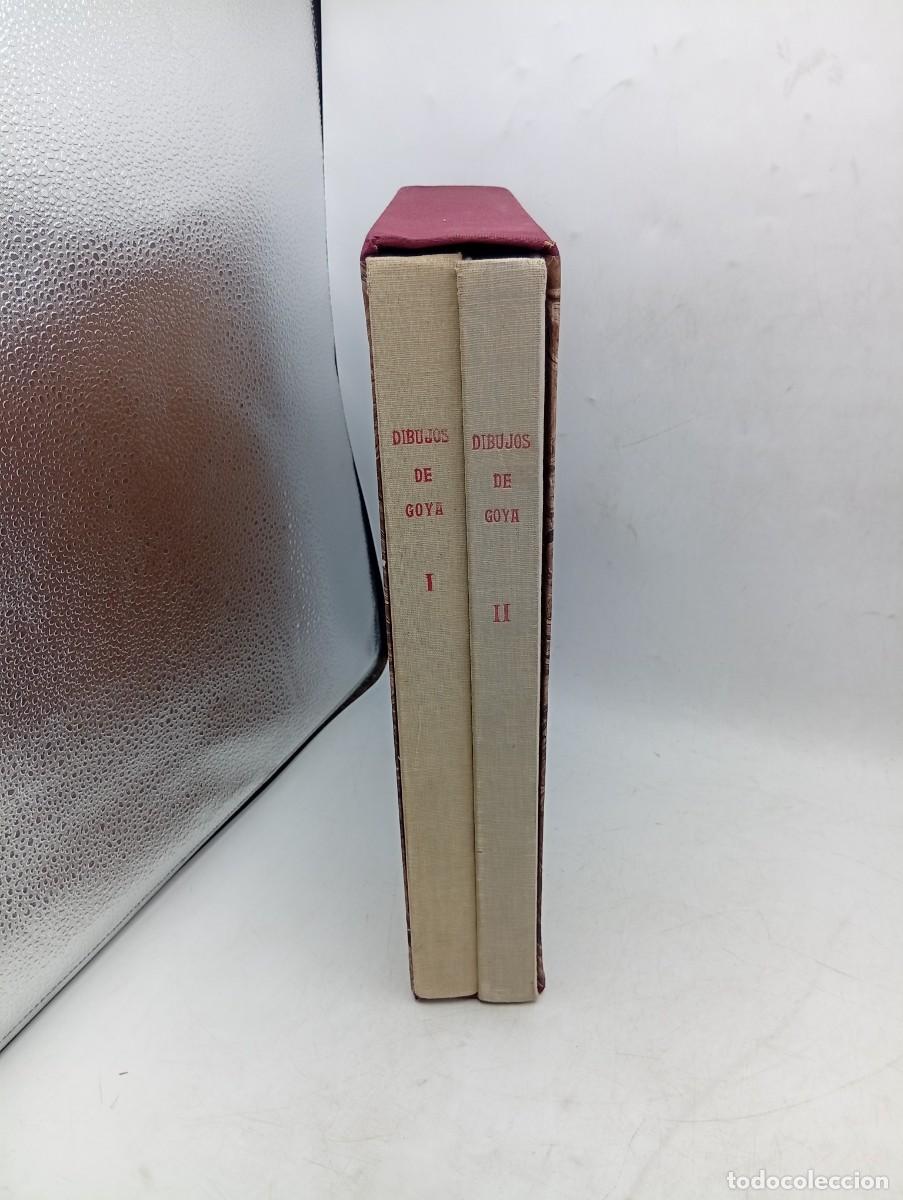 DIBUJOS
DE
GOYA
I
DIBUJOS
DE
GOYA
II
todocoleccion